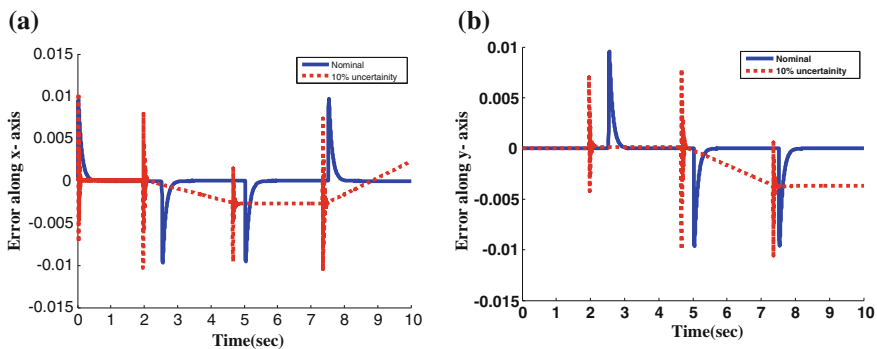 (a)
Error along x- axis
0.015
0.01
0.005
0
-0.005
-0.01
-0.015
0 1 2 3 4 5 6 7 8 9 10
Time(sec)
Nominal
10% uncertainity
(b)
Error along y- axis
0.01
0.005
0
-0.005
-0.01
-0.015
0 1 2 3 4 5 6 7 8 9 10
Time(sec)
Nominal
10% uncertainity